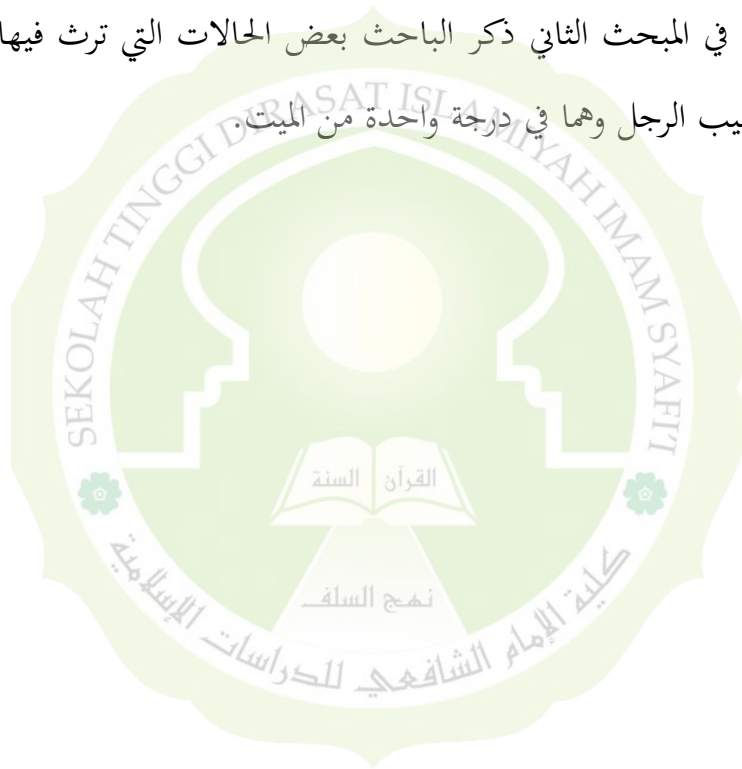 في المبحث الثاني ذكر الباحث بعض الحالات التي ترث فيها
الرجل وهما في درجة واحدة من الميت.
SEKOLAH TINGGI DIRASAT ISLAMIYAH IMAM SYAFI'I
القرآن السنة
نهج السلف
كلية الإمام الشافعي للدراسات الإسلامية